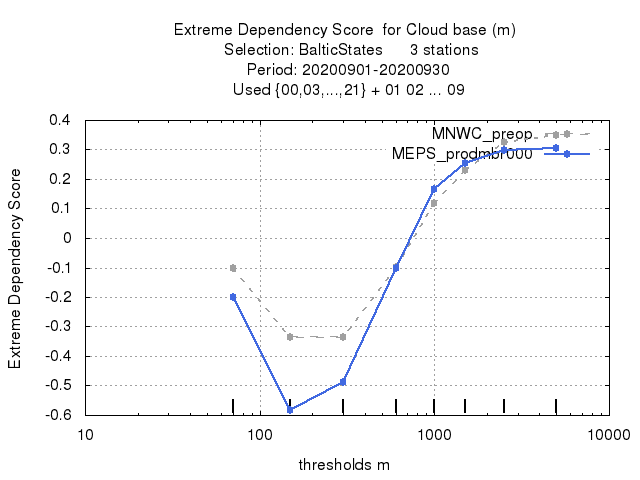 Extreme Dependency Score  for Cloud base (m)
Selection: BalticStates      3 stations
Period: 20200901-20200930
Used {00,03,...,21} + 01 02 ... 09
MNWC_preop
MEPS_prodmbr000
Extreme Dependency Score
0.4
0.3
0.2
0.1
0
-0.1
-0.2
-0.3
-0.4
-0.5
-0.6
10 100 1000 10000
thresholds m